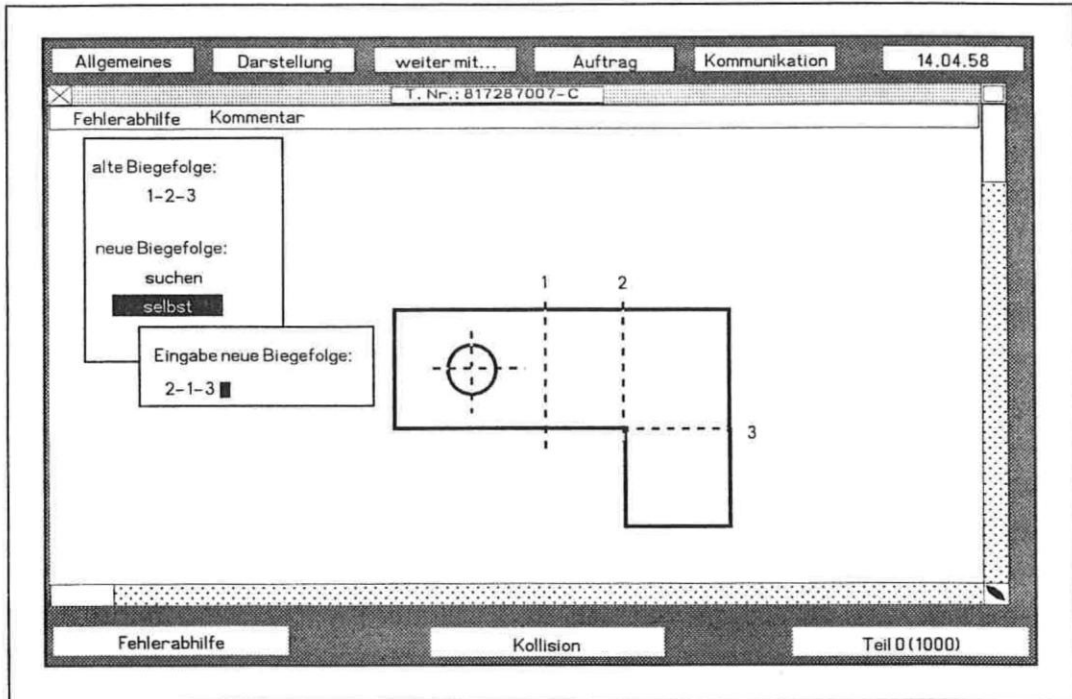 Allgemeines Darstellung weiter mit... Auftrag Kommunikation 14.04.58
T. Nr.: 817287007-C
Fehlerabhilfe Kommentar
alte Biegefolge:
1-2-3
neue Biegefolge:
suchen
selbst
Eingabe neue Biegefolge:
2-1-3
1 2
3
Fehlerabhilfe Kollision Teil 0 (1000)